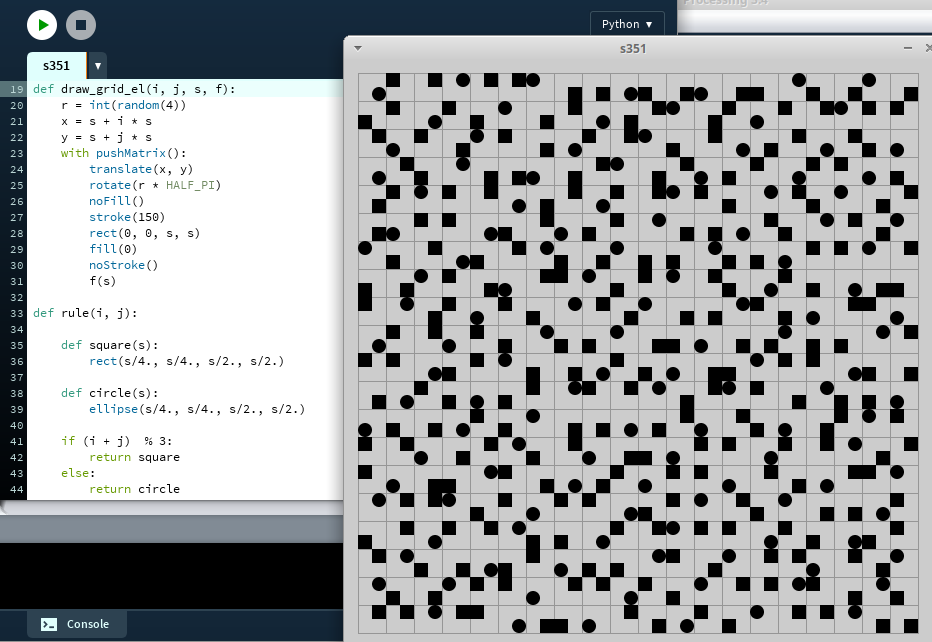 Processing 3.4
Python ▼
s351
s351 ▼
19 def draw_grid_el(i, j, s, f):
20     r = int(random(4))
21     x = s + i * s
22     y = s + j * s
23     with pushMatrix():
24         translate(x, y)
25         rotate(r * HALF_PI)
26         noFill()
27         stroke(150)
28         rect(0, 0, s, s)
29         fill(0)
30         noStroke()
31         f(s)
32
33 def rule(i, j):
34
35     def square(s):
36         rect(s/4., s/4., s/2., s/2.)
37
38     def circle(s):
39         ellipse(s/4., s/4., s/2., s/2.)
40
41     if (i + j)  % 3:
42         return square
43     else:
44         return circle
Console